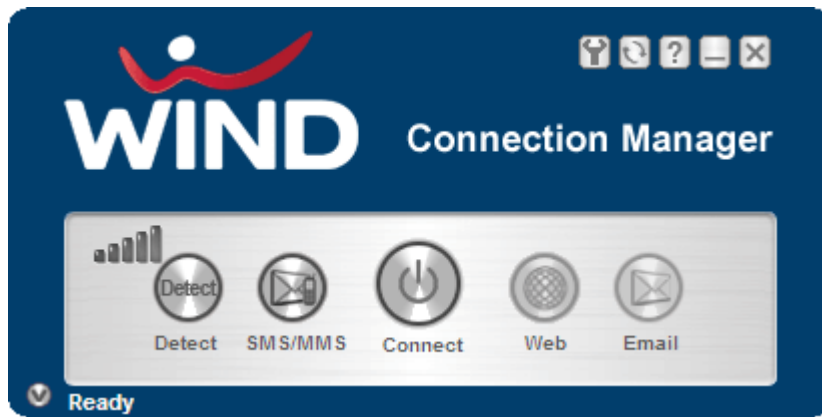 WIND
Connection Manager
Detect
Detect SMS/MMS Connect Web Email
Ready